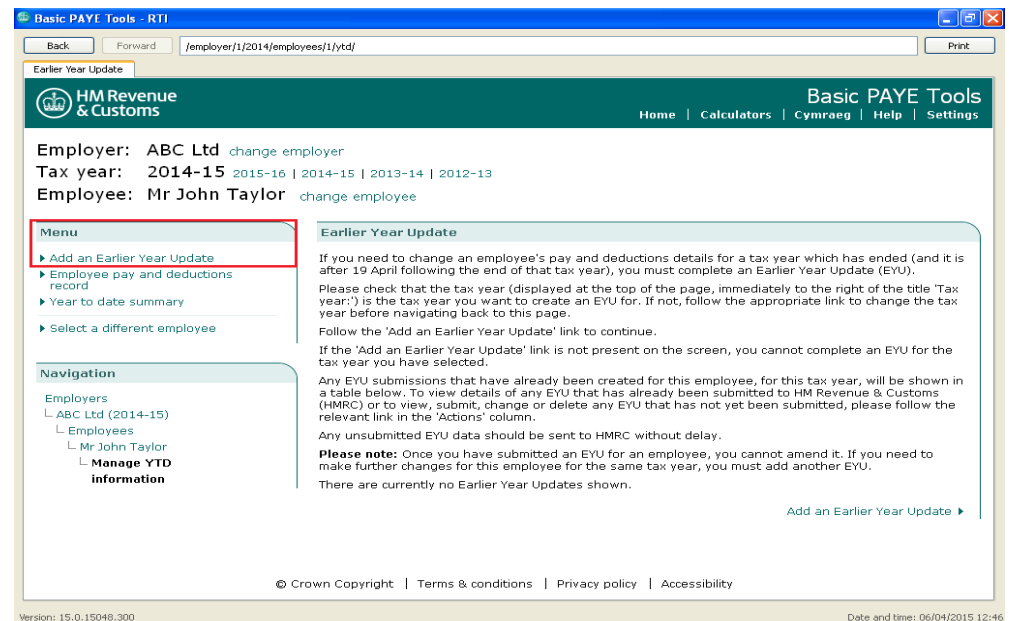 Basic PAYE Tools - RTI
Back Forward /employer/1/2014/employees/1/ytd/ Print
Earlier Year Update
HM Revenue
& Customs
Basic PAYE Tools
Home | Calculators | Cymraeg | Help | Settings
Employer: ABC Ltd change employer
Tax year: 2014-15 2015-16 | 2014-15 | 2013-14 | 2012-13
Employee: Mr John Taylor change employee
Menu
Add an Earlier Year Update
Employee pay and deductions
record
Year to date summary
Select a different employee
Navigation
Employers
ABC Ltd (2014-15)
Employees
Mr John Taylor
Manage YTD
information
Earlier Year Update
If you need to change an employee's pay and deductions details for a tax year which has ended (and it is
after 19 April following the end of that tax year), you must complete an Earlier Year Update (EYU).
Please check that the tax year (displayed at the top of the page, immediately to the right of the title 'Tax
year:') is the tax year you want to create an EYU for. If not, follow the appropriate link to change the tax
year before navigating back to this page.
Follow the 'Add an Earlier Year Update' link to continue.
If the 'Add an Earlier Year Update' link is not present on the screen, you cannot complete an EYU for the
tax year you have selected.
Any EYU submissions that have already been created for this employee, for this tax year, will be shown in
a table below. To view details of any EYU that has already been submitted to HM Revenue & Customs
(HMRC) or to view, submit, change or delete any EYU that has not yet been submitted, please follow the
relevant link in the 'Actions' column.
Any unsubmitted EYU data should be sent to HMRC without delay.
Please note: Once you have submitted an EYU for an employee, you cannot amend it. If you need to
make further changes for this employee for the same tax year, you must add another EYU.
There are currently no Earlier Year Updates shown.
Add an Earlier Year Update
© Crown Copyright | Terms & conditions | Privacy policy | Accessibility
Version: 15.0.15048.300
Date and time: 06/04/2015 12:46